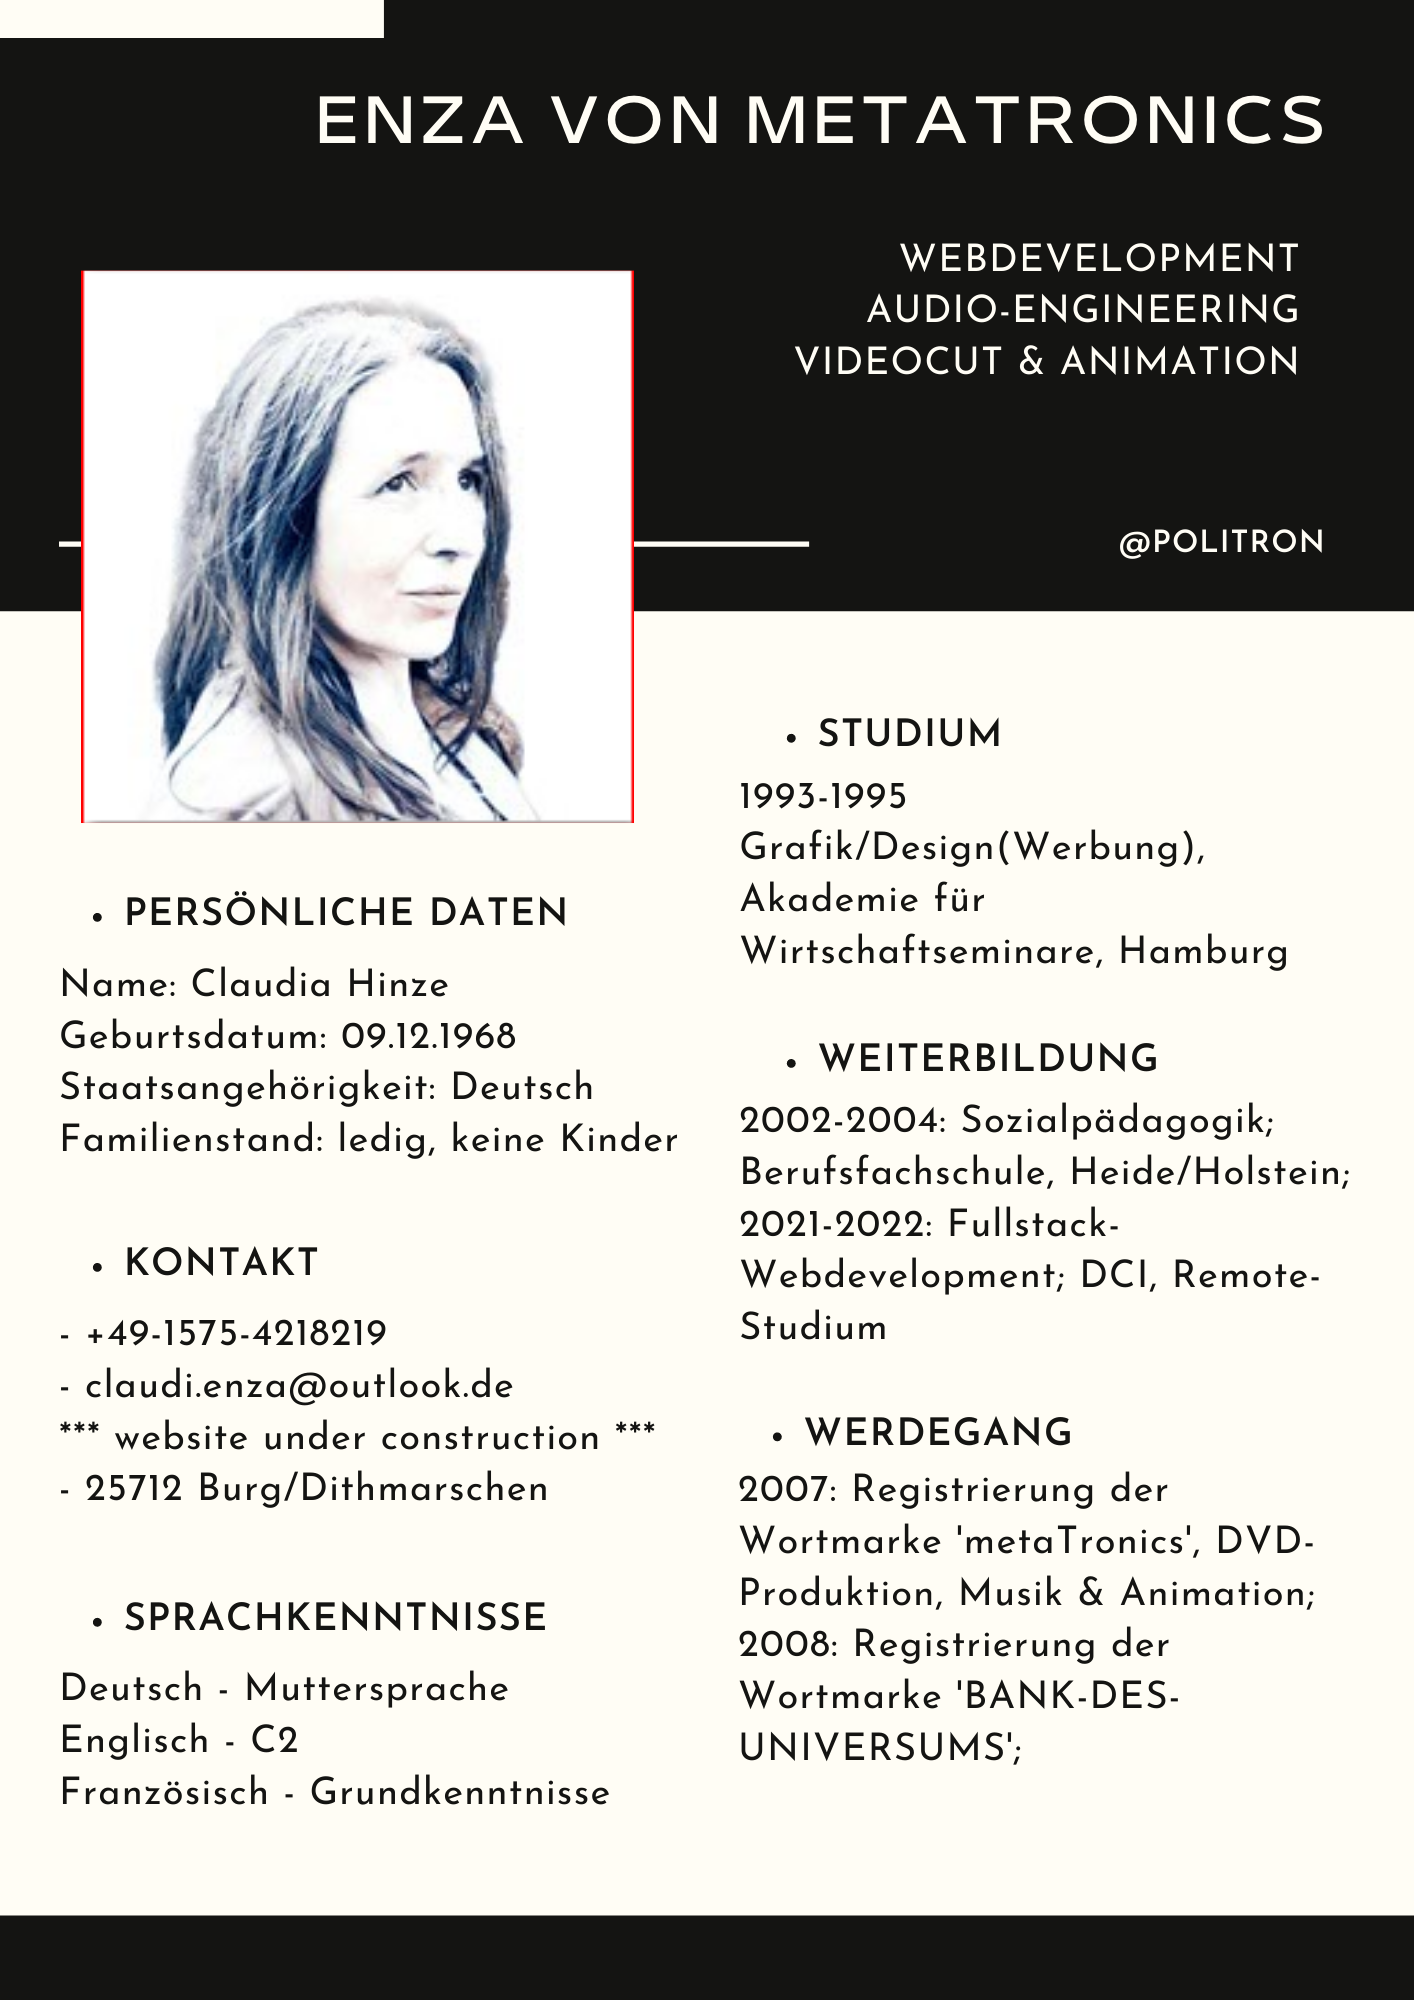 ENZA VON METATRONICS
WEBDEVELOPMENT
AUDIO-ENGINEERING
VIDEOCUT & ANIMATION
@POLITRON
• PERSÖNLICHE DATEN
Name: Claudia Hinze
Geburtsdatum: 09.12.1968
Staatsangehörigkeit: Deutsch
Familienstand: ledig, keine Kinder
• KONTAKT
- +49-1575-4218219
- claudi.enza@outlook.de
*** website under construction ***
- 25712 Burg/Dithmarschen
• SPRACHKENNTNISSE
Deutsch - Muttersprache
Englisch - C2
Französisch - Grundkenntnisse
• STUDIUM
1993-1995
Grafik/Design(Werbung),
Akademie für
Wirtschaftseminare, Hamburg
• WEITERBILDUNG
2002-2004: Sozialpädagogik;
Berufsfachschule, Heide/Holstein;
2021-2022: Fullstack-
Webdevelopment; DCI, Remote-
Studium
• WERDEGANG
2007: Registrierung der
Wortmarke 'metaTronics', DVD-
Produktion, Musik & Animation;
2008: Registrierung der
Wortmarke 'BANK-DES-
UNIVERSUMS';